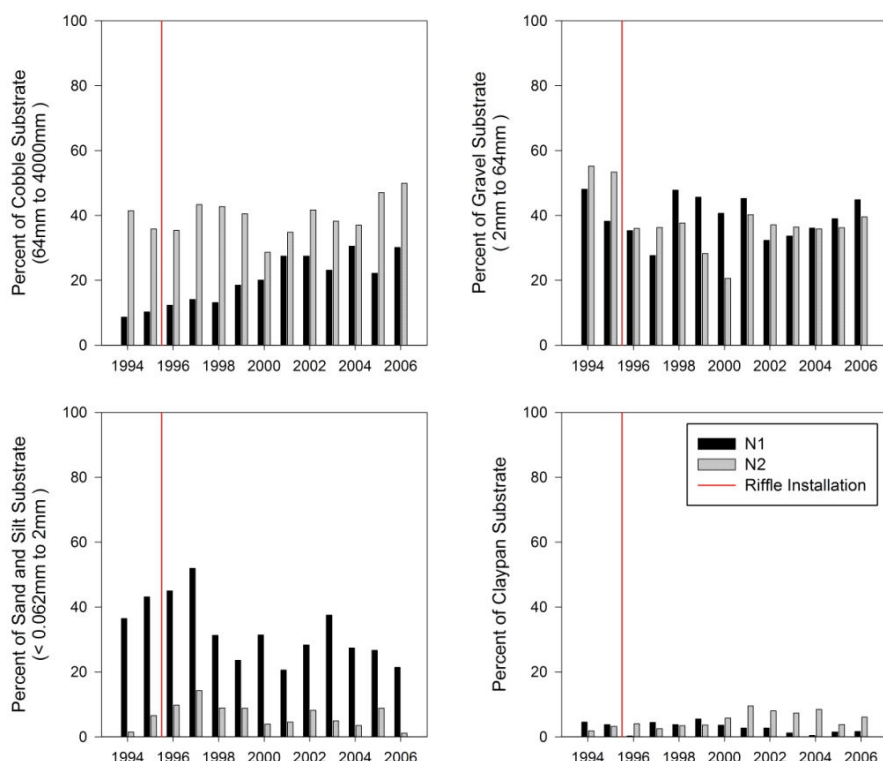 Percent of Cobble Substrate
(64mm to 4000mm)
100
80
60
40
20
0
1994 1996 1998 2000 2002 2004 2006
Percent of Gravel Substrate
( 2mm to 64mm )
100
80
60
40
20
0
1994 1996 1998 2000 2002 2004 2006
Percent of Sand and Silt Substrate
(< 0.062mm to 2mm)
100
80
60
40
20
0
1994 1996 1998 2000 2002 2004 2006
Percent of Claypan Substrate
100
80
60
40
20
0
1994 1996 1998 2000 2002 2004 2006
N1
N2
Riffle Installation